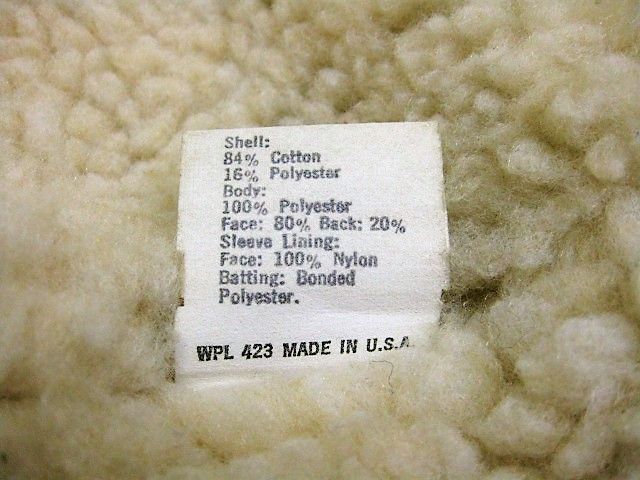 Shell:
84% Cotton
16% Polyester
Body:
100% Polyester
Face: 80% Back: 20%
Sleeve Lining:
Face: 100% Nylon
Batting: Bonded
Polyester.
WPL 423 MADE IN U.S.A.